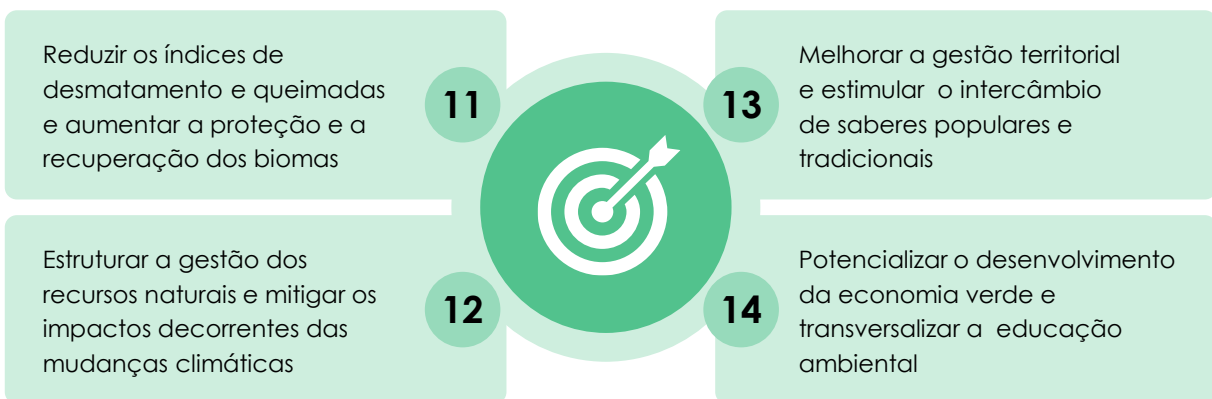 Reduzir os índices de
desmatamento e queimadas
e aumentar a proteção e a
recuperação dos biomas
11
Estruturar a gestão dos
recursos naturais e mitigar os
impactos decorrentes das
mudanças climáticas
12
13
Melhorar a gestão territorial
e estimular o intercâmbio
de saberes populares e
tradicionais
14
Potencializar o desenvolvimento
da economia verde e
transversalizar a educação
ambiental